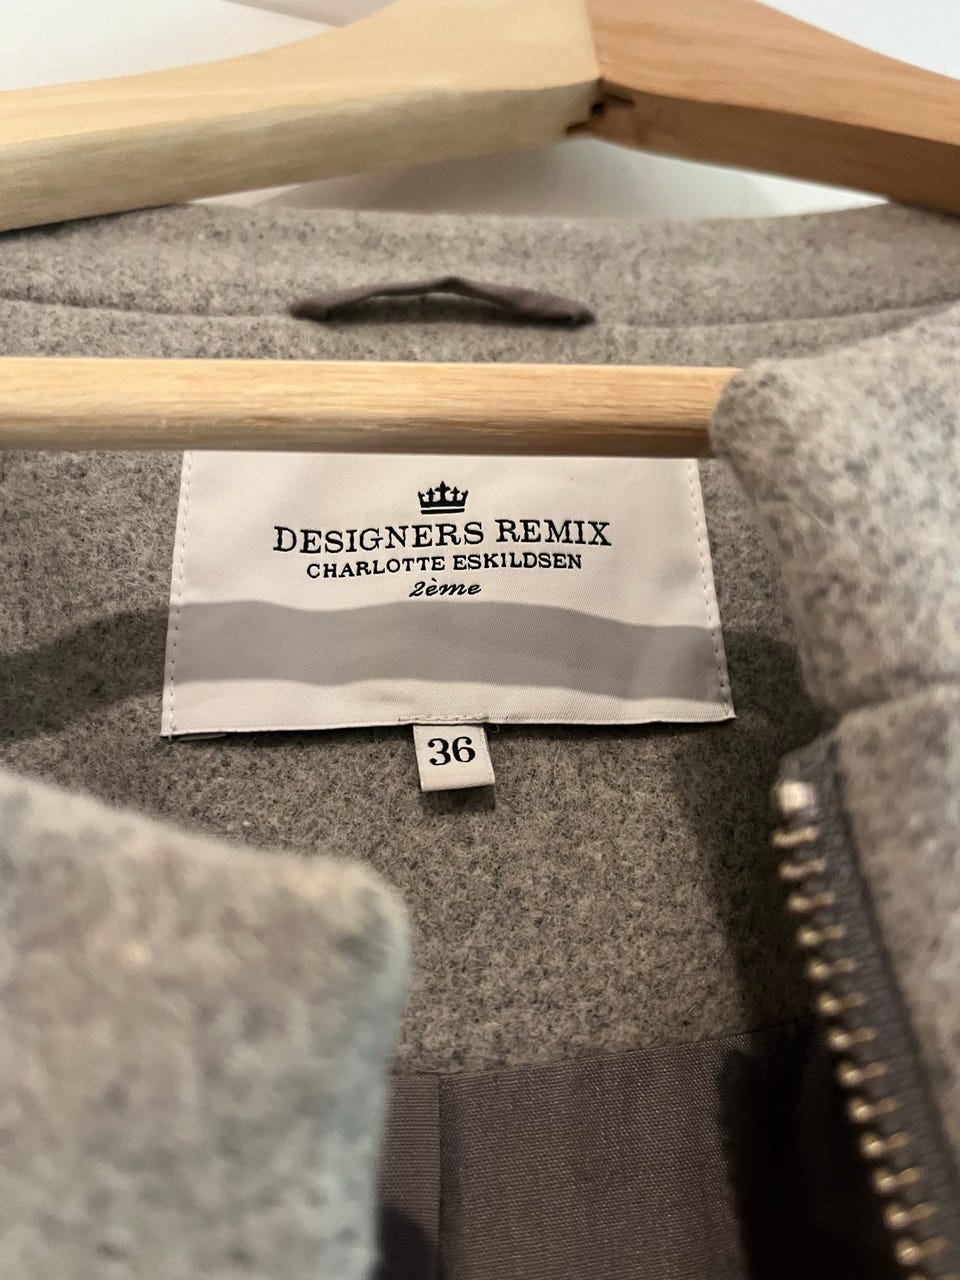 DESIGNERS REMIX
CHARLOTTE ESKILDSEN
2ème
36